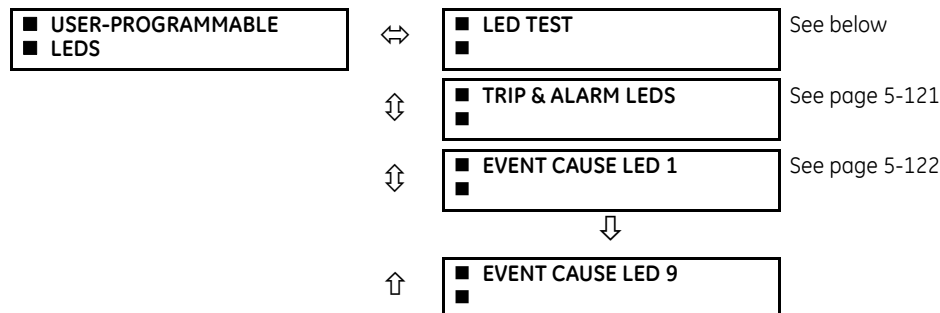 ■ USER-PROGRAMMABLE
■ LEDS
■ LED TEST
■
See below
■ TRIP & ALARM LEDS
■
See page 5-121
■ EVENT CAUSE LED 1
■
See page 5-122
■ EVENT CAUSE LED 9
■